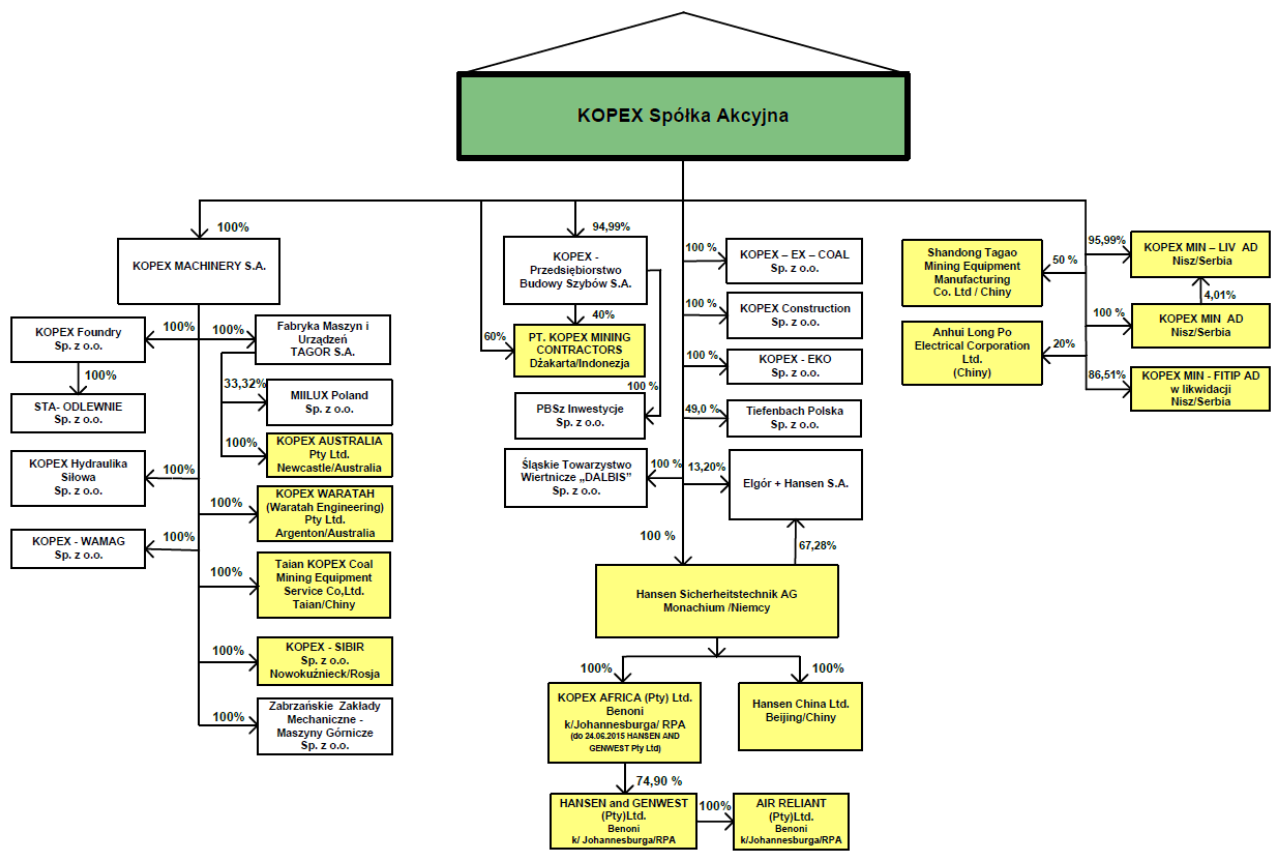 KOPEX Spółka Akcyjna
100%
KOPEX MACHINERY S.A.
KOPEX Foundry
Sp. z o.o.
100%
100%
Fabryka Maszyn i
Urządzeń
TAGOR S.A.
100%
STA- ODLEWNIE
Sp. z o.o.
33,32%
MIILUX Poland
Sp. z o.o.
100%
KOPEX AUSTRALIA
Pty Ltd.
Newcastle/Australia
KOPEX Hydraulika
Siłowa
Sp. z o.o.
100%
100%
KOPEX WARATAH
(Waratah Engineering)
Pty Ltd.
Argenton/Australia
KOPEX - WAMAG
Sp. z o.o.
100%
100%
Taian KOPEX Coal
Mining Equipment
Service Co,Ltd.
Taian/Chiny
100%
KOPEX - SIBIR
Sp. z o.o.
Nowokuźnieck/Rosja
100%
Zabrzańskie Zakłady
Mechaniczne -
Maszyny Górnicze
Sp. z o.o.
94,99%
KOPEX -
Przedsiębiorstwo
Budowy Szybów S.A.
40%
60%
PT. KOPEX MINING
CONTRACTORS
Dżakarta/Indonezja
100 %
PBSz Inwestycje
Sp. z o.o.
Śląskie Towarzystwo
Wiertnicze „DALBIS”
Sp. z o.o.
100 %
100 %
KOPEX – EX – COAL
Sp. z o.o.
100 %
KOPEX Construction
Sp. z o.o.
100 %
KOPEX - EKO
Sp. z o.o.
49,0 %
Tiefenbach Polska
Sp. z o.o.
13,20%
Elgór + Hansen S.A.
67,28%
100 %
Hansen Sicherheitstechnik AG
Monachium /Niemcy
100%
KOPEX AFRICA (Pty) Ltd.
Benoni
k/Johannesburga/ RPA
(do 24.06.2015 HANSEN AND
GENWEST Pty Ltd)
100%
Hansen China Ltd.
Beijing/Chiny
74,90 %
HANSEN and GENWEST
(Pty)Ltd.
Benoni
k/ Johannesburga/RPA
100%
AIR RELIANT
(Pty)Ltd.
Benoni
k/Johannesburga/RPA
Shandong Tagao
Mining Equipment
Manufacturing
Co. Ltd / Chiny
50 %
95,99%
KOPEX MIN – LIV AD
Nisz/Serbia
4,01%
100 %
KOPEX MIN AD
Nisz/Serbia
Anhui Long Po
Electrical Corporation
Ltd.
(Chiny)
20%
86,51%
KOPEX MIN - FITIP AD
w likwidacji
Nisz/Serbia